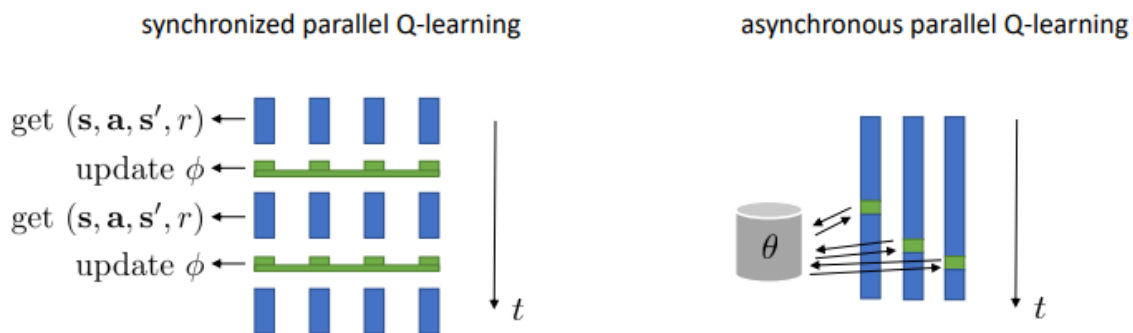 synchronized parallel Q-learning
get (s, a, s′, r)
update ϕ
get (s, a, s′, r)
update ϕ
t
asynchronous parallel Q-learning
θ
t